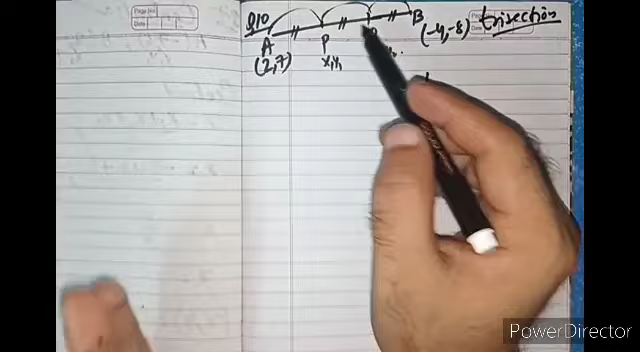 Q10
B
trisection
A
P
(-4,-8)
(2,7)
x,y,
PowerDirector